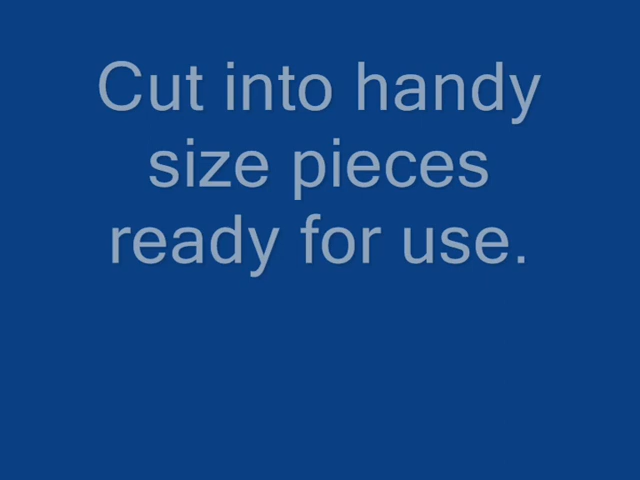 Cut into handy
size pieces
ready for use.